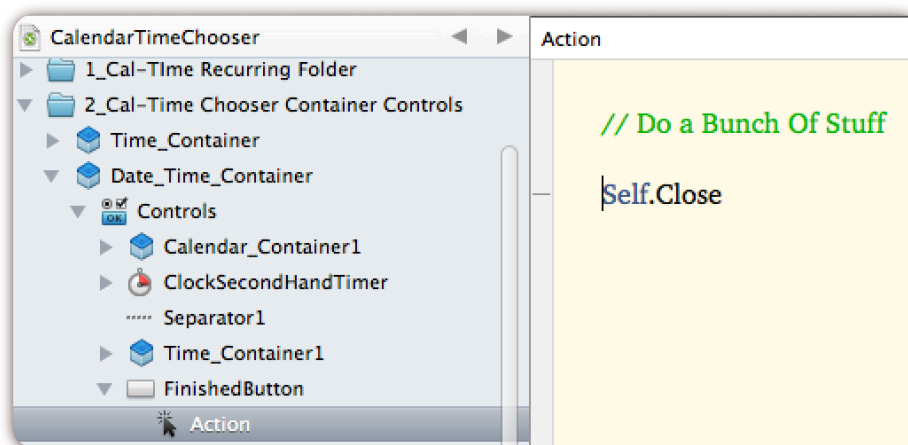 CalendarTimeChooser
Action
1_Cal-TIme Recurring Folder
2_Cal-Time Chooser Container Controls
Time_Container
Date_Time_Container
Controls
OK
Calendar_Container1
ClockSecondHandTimer
Separator1
Time_Container1
FinishedButton
Action
// Do a Bunch Of Stuff
Self.Close